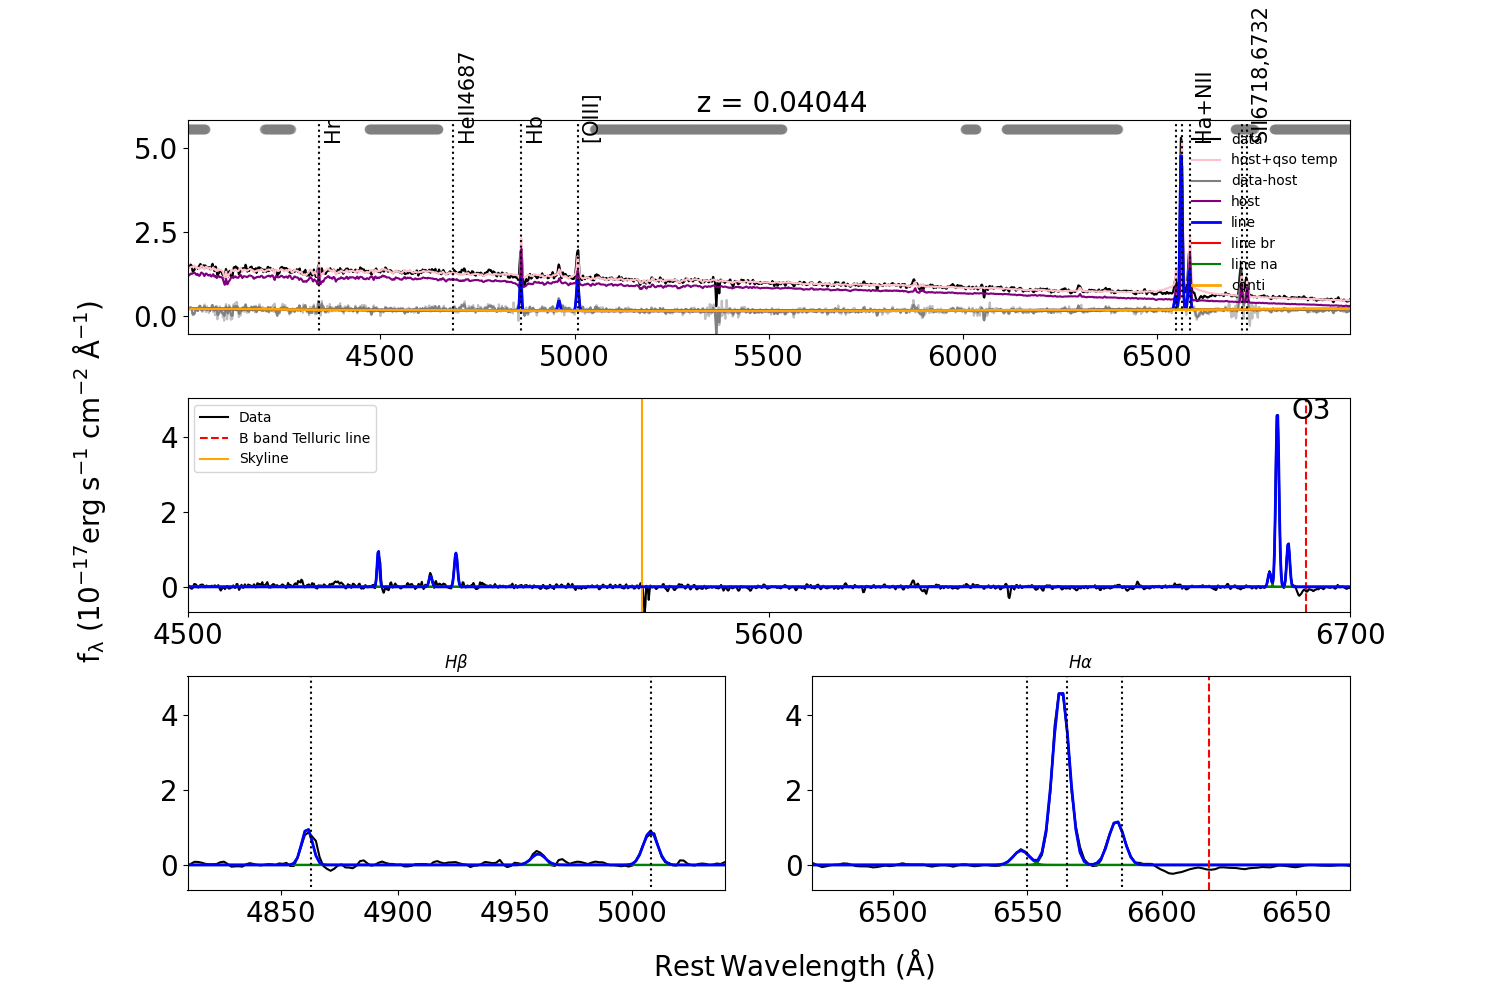 z = 0.04044
Hr
HeII4687
Hb
[OIII]
Ha+NII
SII6718,6732
5.0
2.5
0.0
data
host+qso temp
data-host
host
line
line br
line na
conti
4500 5000 5500 6000 6500
f_λ (10⁻¹⁷erg s⁻¹ cm⁻² Å⁻¹)
4
2
0
Data
B band Telluric line
Skyline
O3
4500 5600 6700
Hβ
4
2
0
4850 4900 4950 5000
Hα
4
2
0
6500 6550 6600 6650
Rest Wavelength (Å)